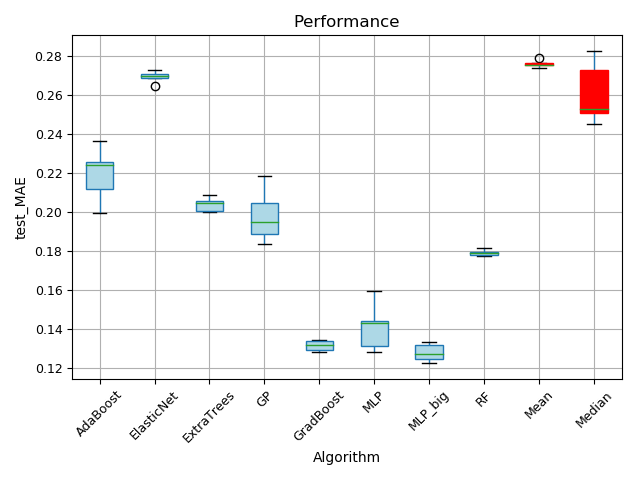 Performance
test_MAE
0.28
0.26
0.24
0.22
0.20
0.18
0.16
0.14
0.12
AdaBoost
ElasticNet
ExtraTrees
GP
GradBoost
MLP
MLP_big
RF
Mean
Median
Algorithm